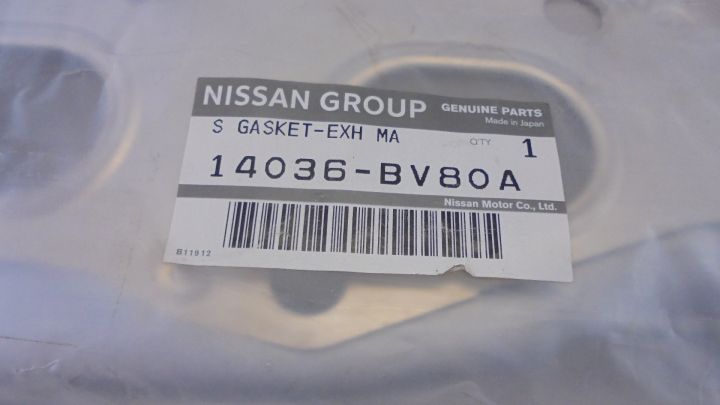 NISSAN GROUP GENUINE PARTS
Made in Japan
S GASKET-EXH MA QTY 1
14036-BV80A
Nissan Motor Co., Ltd.
B11912